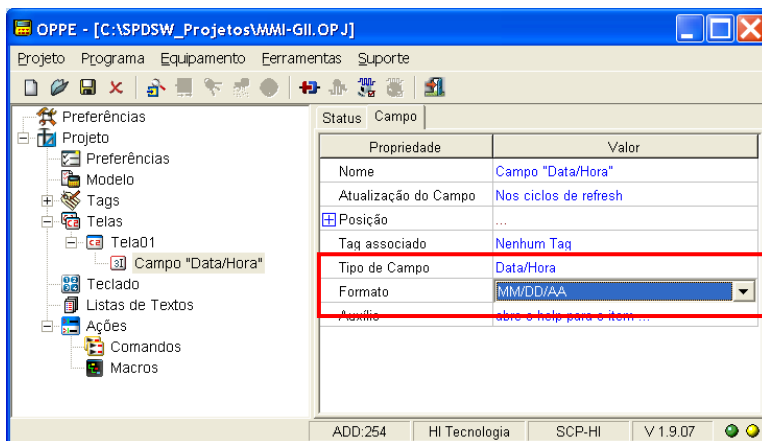 OPPE - [C:\SPDSW_Projetos\MMI-GII.OPJ]
Projeto Programa Equipamento Ferramentas Suporte
Preferências
Projeto
Preferências
Modelo
Tags
Telas
Tela01
Campo "Data/Hora"
Teclado
Listas de Textos
Ações
Comandos
Macros
Status Campo
Propriedade Valor
Nome Campo "Data/Hora"
Atualização do Campo Nos ciclos de refresh
Posição ...
Tag associado Nenhum Tag
Tipo de Campo Data/Hora
Formato MM/DD/AA
Auxílio abre o help para o item ...
ADD:254 HI Tecnologia SCP-HI V 1.9.07